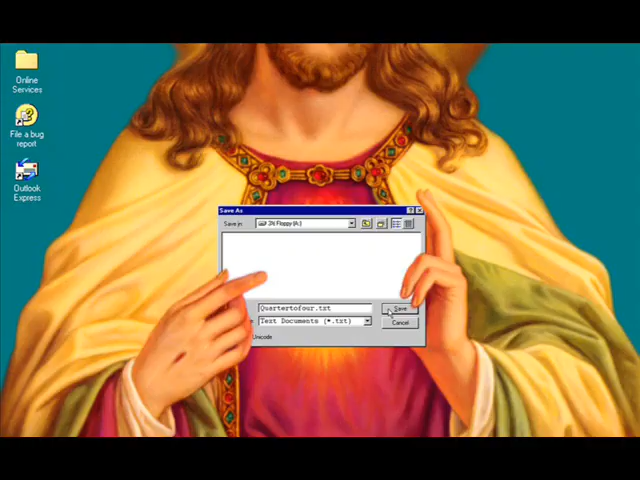 Online
Services
File a bug
report
Outlook
Express
Save As
Save in
3½ Floppy (A:)
Quartertofour.txt
Save
Text Documents (*.txt)
Cancel
Unicode